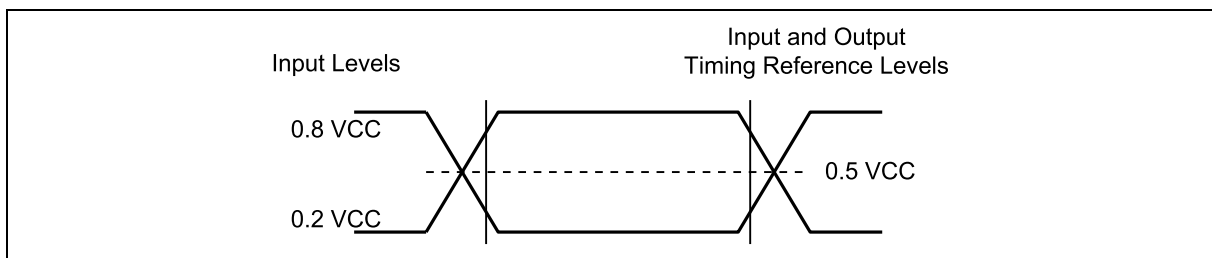 Input Levels
Input and Output
Timing Reference Levels
0.8 VCC
0.5 VCC
0.2 VCC